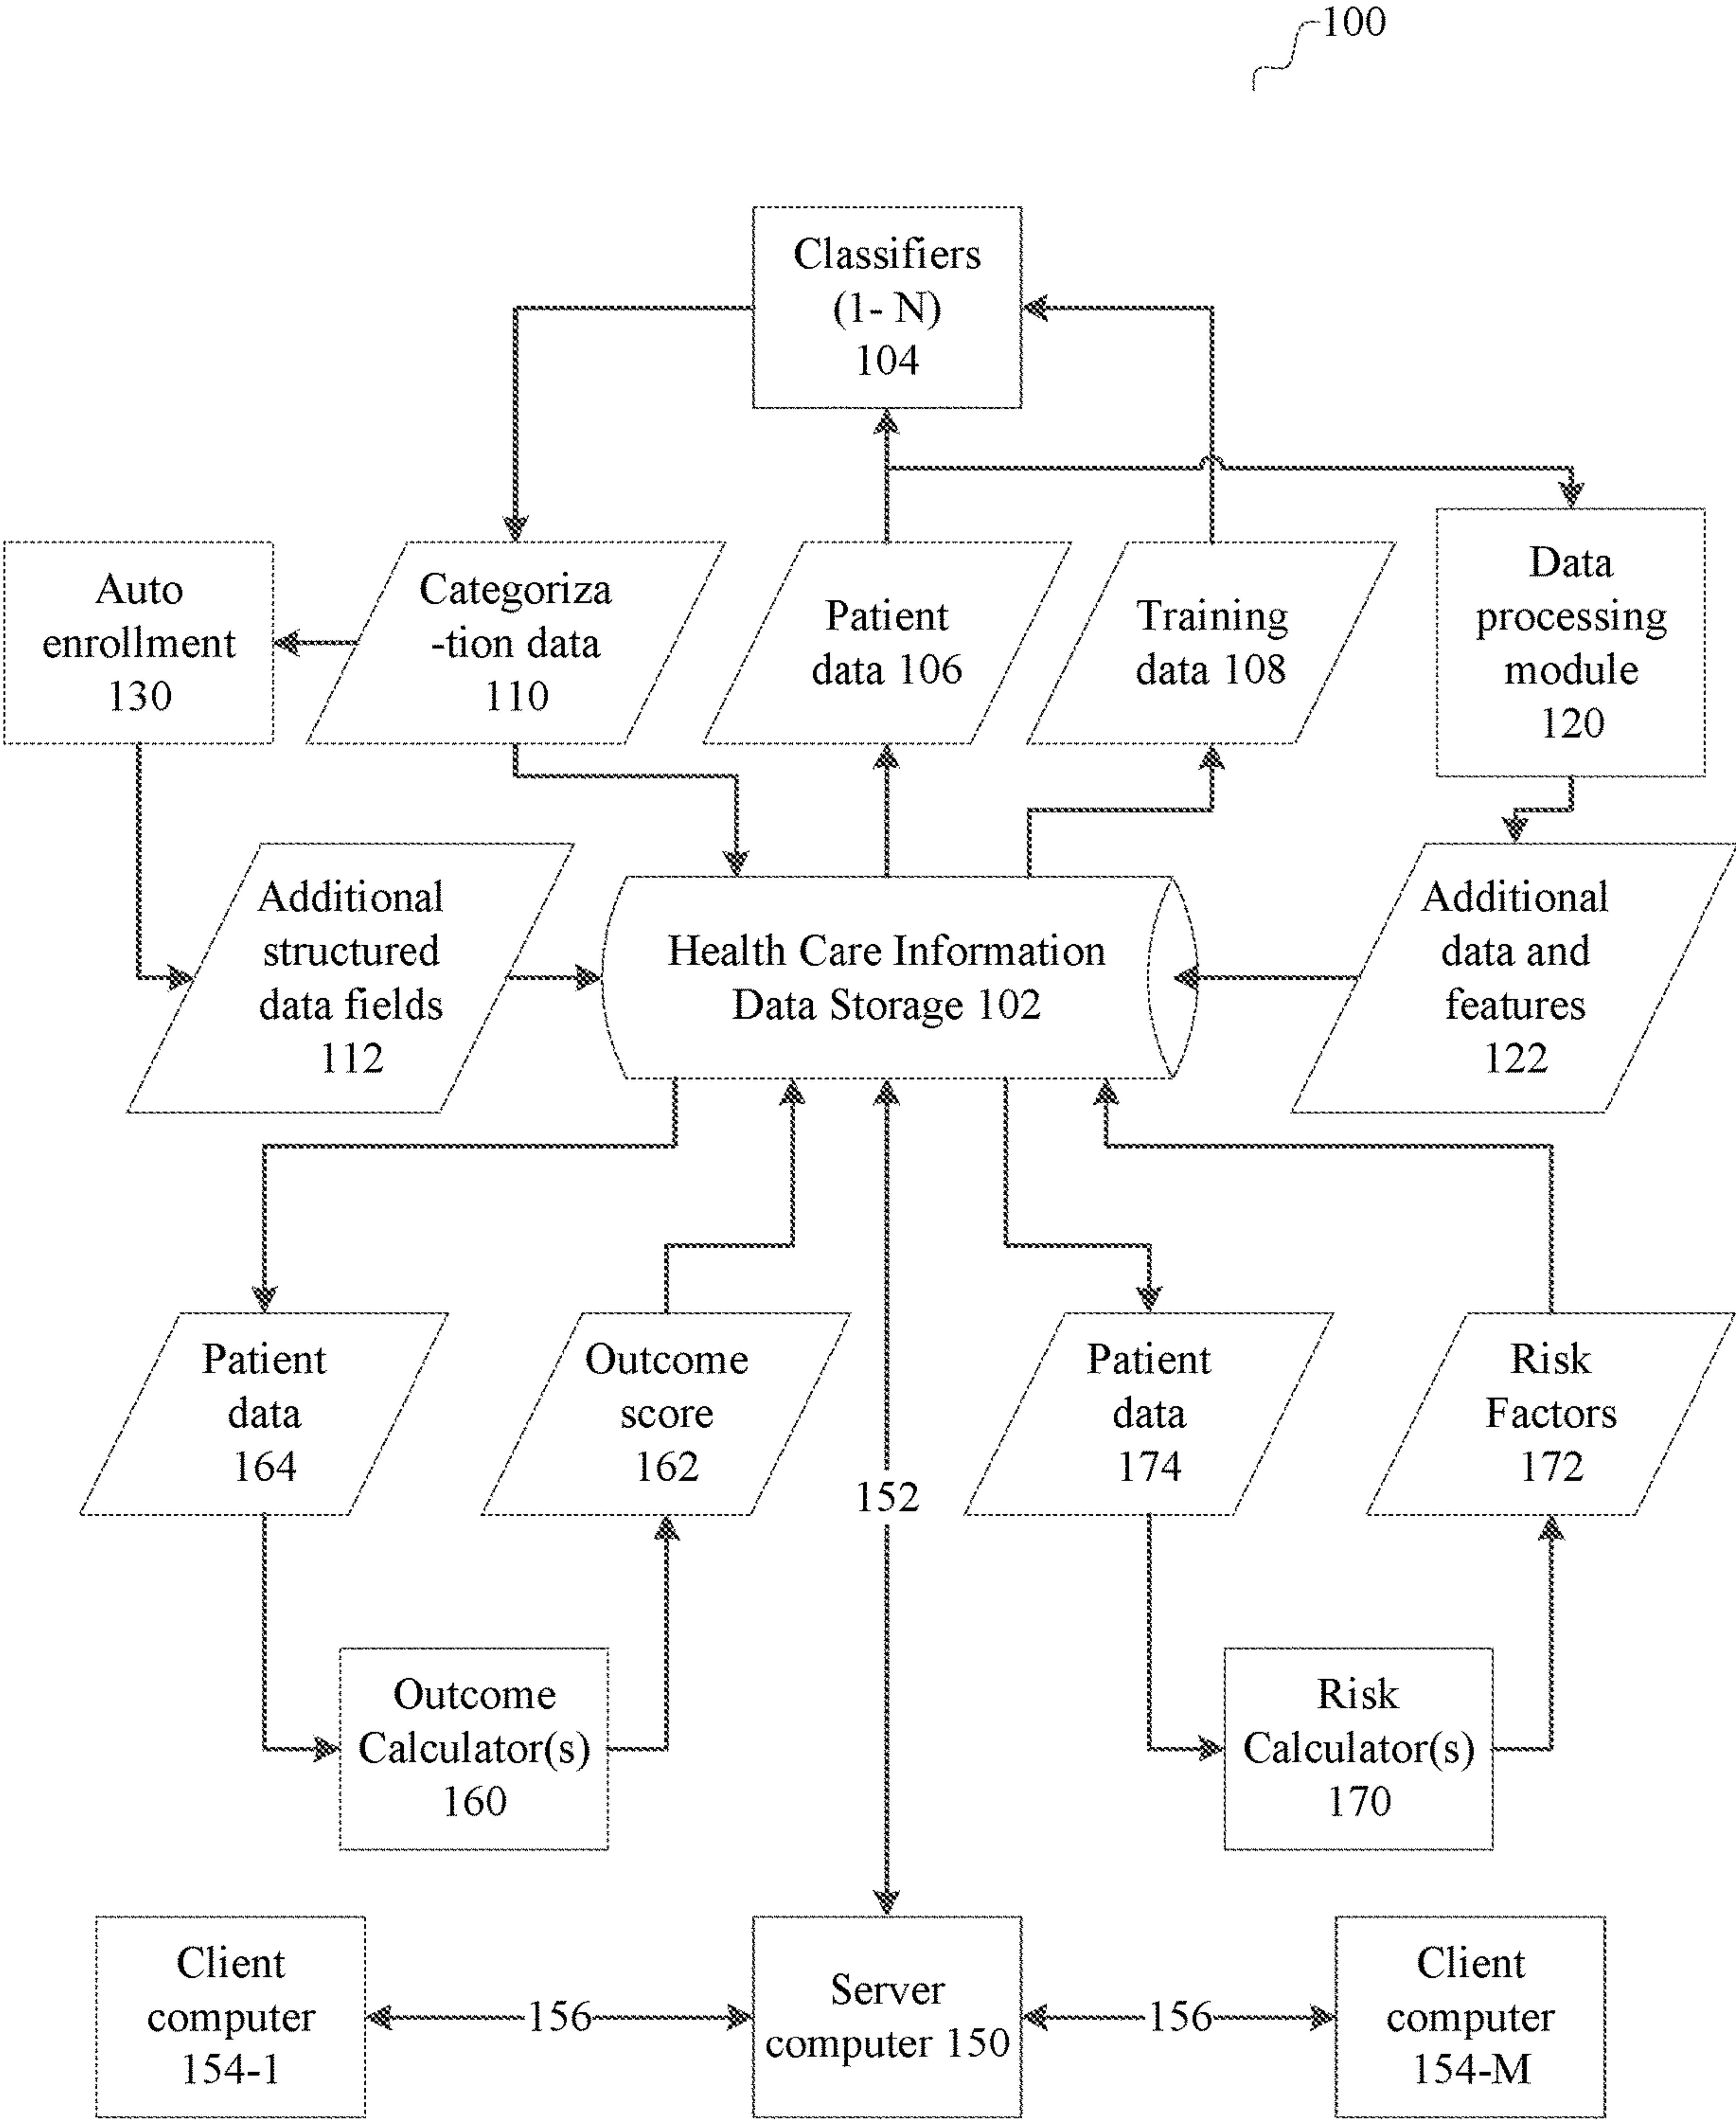 100
Classifiers
(1- N)
104
Auto
enrollment
130
Categoriza
-tion data
110
Patient
data 106
Training
data 108
Data
processing
module
120
Additional
structured
data fields
112
Health Care Information
Data Storage 102
Additional
data and
features
122
Patient
data
164
Outcome
score
162
152
Patient
data
174
Risk
Factors
172
Outcome
Calculator(s)
160
Risk
Calculator(s)
170
Client
computer
154-1
156
Server
computer 150
156
Client
computer
154-M